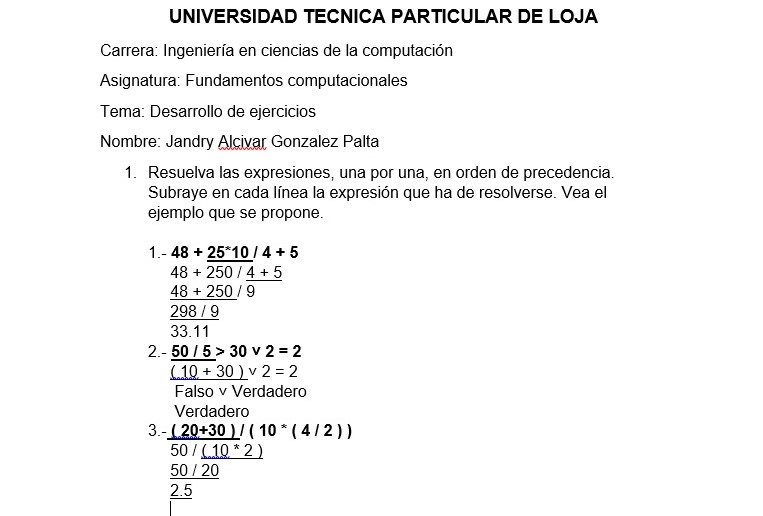 UNIVERSIDAD TECNICA PARTICULAR DE LOJA
Carrera: Ingeniería en ciencias de la computación
Asignatura: Fundamentos computacionales
Tema: Desarrollo de ejercicios
Nombre: Jandry Alcivar Gonzalez Palta
1. Resuelva las expresiones, una por una, en orden de precedencia.
Subraye en cada línea la expresión que ha de resolverse. Vea el
ejemplo que se propone.
1.- 48 + 25*10 / 4 + 5
48 + 250 / 4 + 5
48 + 250 / 9
298 / 9
33.11
2.- 50 / 5 > 30 v 2 = 2
( 10 + 30 ) v 2 = 2
Falso v Verdadero
Verdadero
3.- ( 20+30 ) / ( 10 * ( 4 / 2 ) )
50 / ( 10 * 2 )
50 / 20
2.5